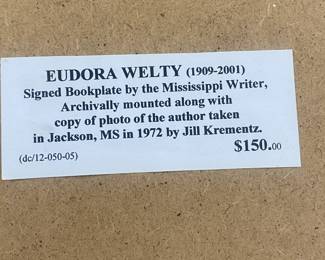 EUDORA WELTY (1909-2001)
Signed Bookplate by the Mississippi Writer,
Archivally mounted along with
copy of photo of the author taken
in Jackson, MS in 1972 by Jill Krementz.
$150.00
(dc/12-050-05)